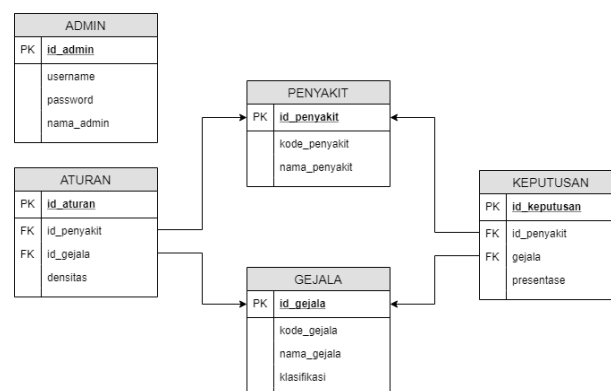 ADMIN
PK id_admin
username
password
nama_admin
PENYAKIT
PK id_penyakit
kode_penyakit
nama_penyakit
ATURAN
PK id_aturan
FK id_penyakit
FK id_gejala
densitas
KEPUTUSAN
PK id_keputusan
FK id_penyakit
FK gejala
presentase
GEJALA
PK id_gejala
kode_gejala
nama_gejala
klasifikasi